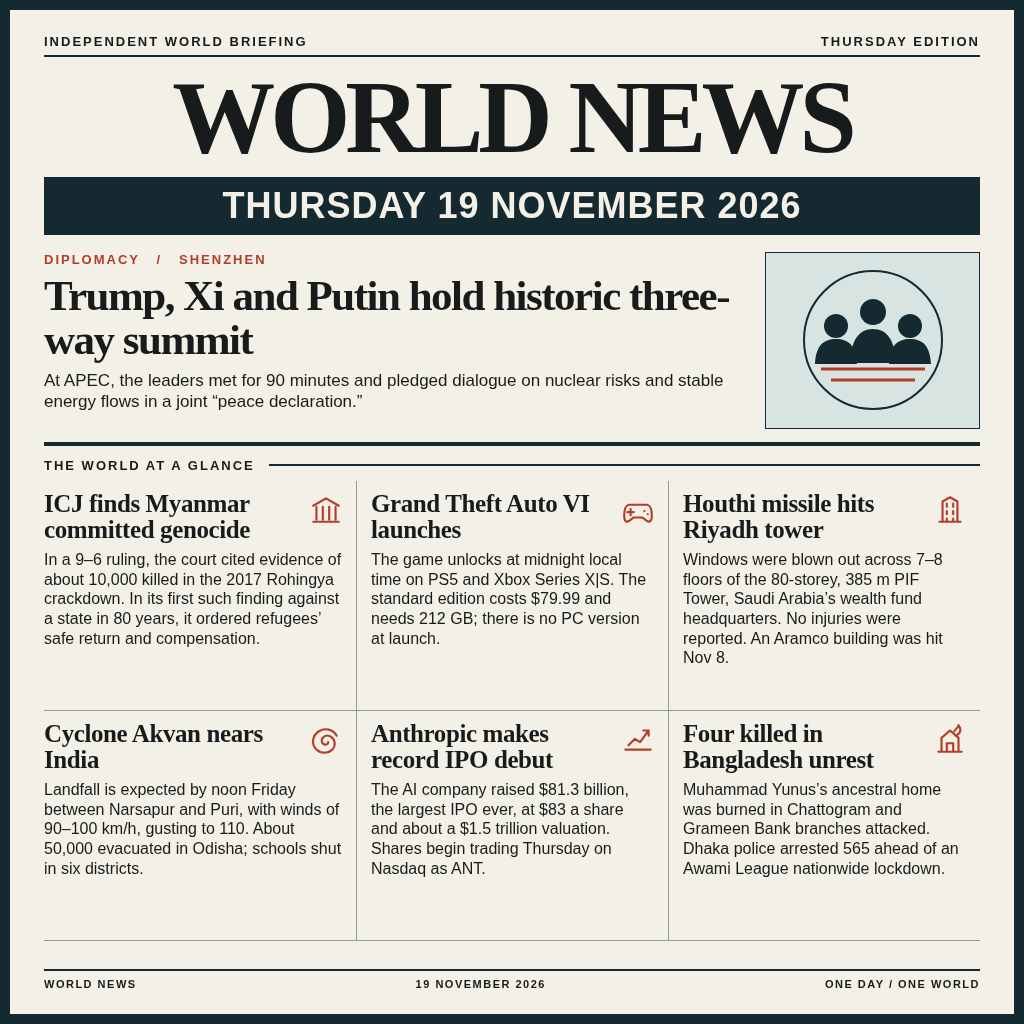 INDEPENDENT WORLD BRIEFING
THURSDAY EDITION
WORLD NEWS
THURSDAY 19 NOVEMBER 2026
DIPLOMACY / SHENZHEN
Trump, Xi and Putin hold historic three-
way summit
At APEC, the leaders met for 90 minutes and pledged dialogue on nuclear risks and stable
energy flows in a joint “peace declaration.”
THE WORLD AT A GLANCE
ICJ finds Myanmar
committed genocide
In a 9–6 ruling, the court cited evidence of
about 10,000 killed in the 2017 Rohingya
crackdown. In its first such finding against
a state in 80 years, it ordered refugees’
safe return and compensation.
Grand Theft Auto VI
launches
The game unlocks at midnight local
time on PS5 and Xbox Series X|S. The
standard edition costs $79.99 and
needs 212 GB; there is no PC version
at launch.
Houthi missile hits
Riyadh tower
Windows were blown out across 7–8
floors of the 80-storey, 385 m PIF
Tower, Saudi Arabia’s wealth fund
headquarters. No injuries were
reported. An Aramco building was hit
Nov 8.
Cyclone Akvan nears
India
Landfall is expected by noon Friday
between Narsapur and Puri, with winds of
90–100 km/h, gusting to 110. About
50,000 evacuated in Odisha; schools shut
in six districts.
Anthropic makes
record IPO debut
The AI company raised $81.3 billion,
the largest IPO ever, at $83 a share
and about a $1.5 trillion valuation.
Shares begin trading Thursday on
Nasdaq as ANT.
Four killed in
Bangladesh unrest
Muhammad Yunus’s ancestral home
was burned in Chattogram and
Grameen Bank branches attacked.
Dhaka police arrested 565 ahead of an
Awami League nationwide lockdown.
WORLD NEWS
19 NOVEMBER 2026
ONE DAY / ONE WORLD